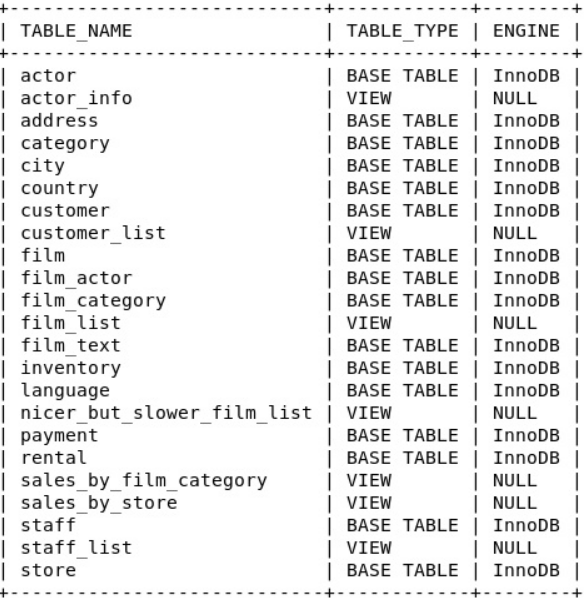 +----------------------------+------------+--------+
| TABLE_NAME                 | TABLE_TYPE | ENGINE |
+----------------------------+------------+--------+
| actor                      | BASE TABLE | InnoDB |
| actor_info                 | VIEW       | NULL   |
| address                    | BASE TABLE | InnoDB |
| category                   | BASE TABLE | InnoDB |
| city                       | BASE TABLE | InnoDB |
| country                    | BASE TABLE | InnoDB |
| customer                   | BASE TABLE | InnoDB |
| customer_list              | VIEW       | NULL   |
| film                       | BASE TABLE | InnoDB |
| film_actor                 | BASE TABLE | InnoDB |
| film_category              | BASE TABLE | InnoDB |
| film_list                  | VIEW       | NULL   |
| film_text                  | BASE TABLE | InnoDB |
| inventory                  | BASE TABLE | InnoDB |
| language                   | BASE TABLE | InnoDB |
| nicer_but_slower_film_list | VIEW       | NULL   |
| payment                    | BASE TABLE | InnoDB |
| rental                     | BASE TABLE | InnoDB |
| sales_by_film_category     | VIEW       | NULL   |
| sales_by_store             | VIEW       | NULL   |
| staff                      | BASE TABLE | InnoDB |
| staff_list                 | VIEW       | NULL   |
| store                      | BASE TABLE | InnoDB |
+----------------------------+------------+--------+